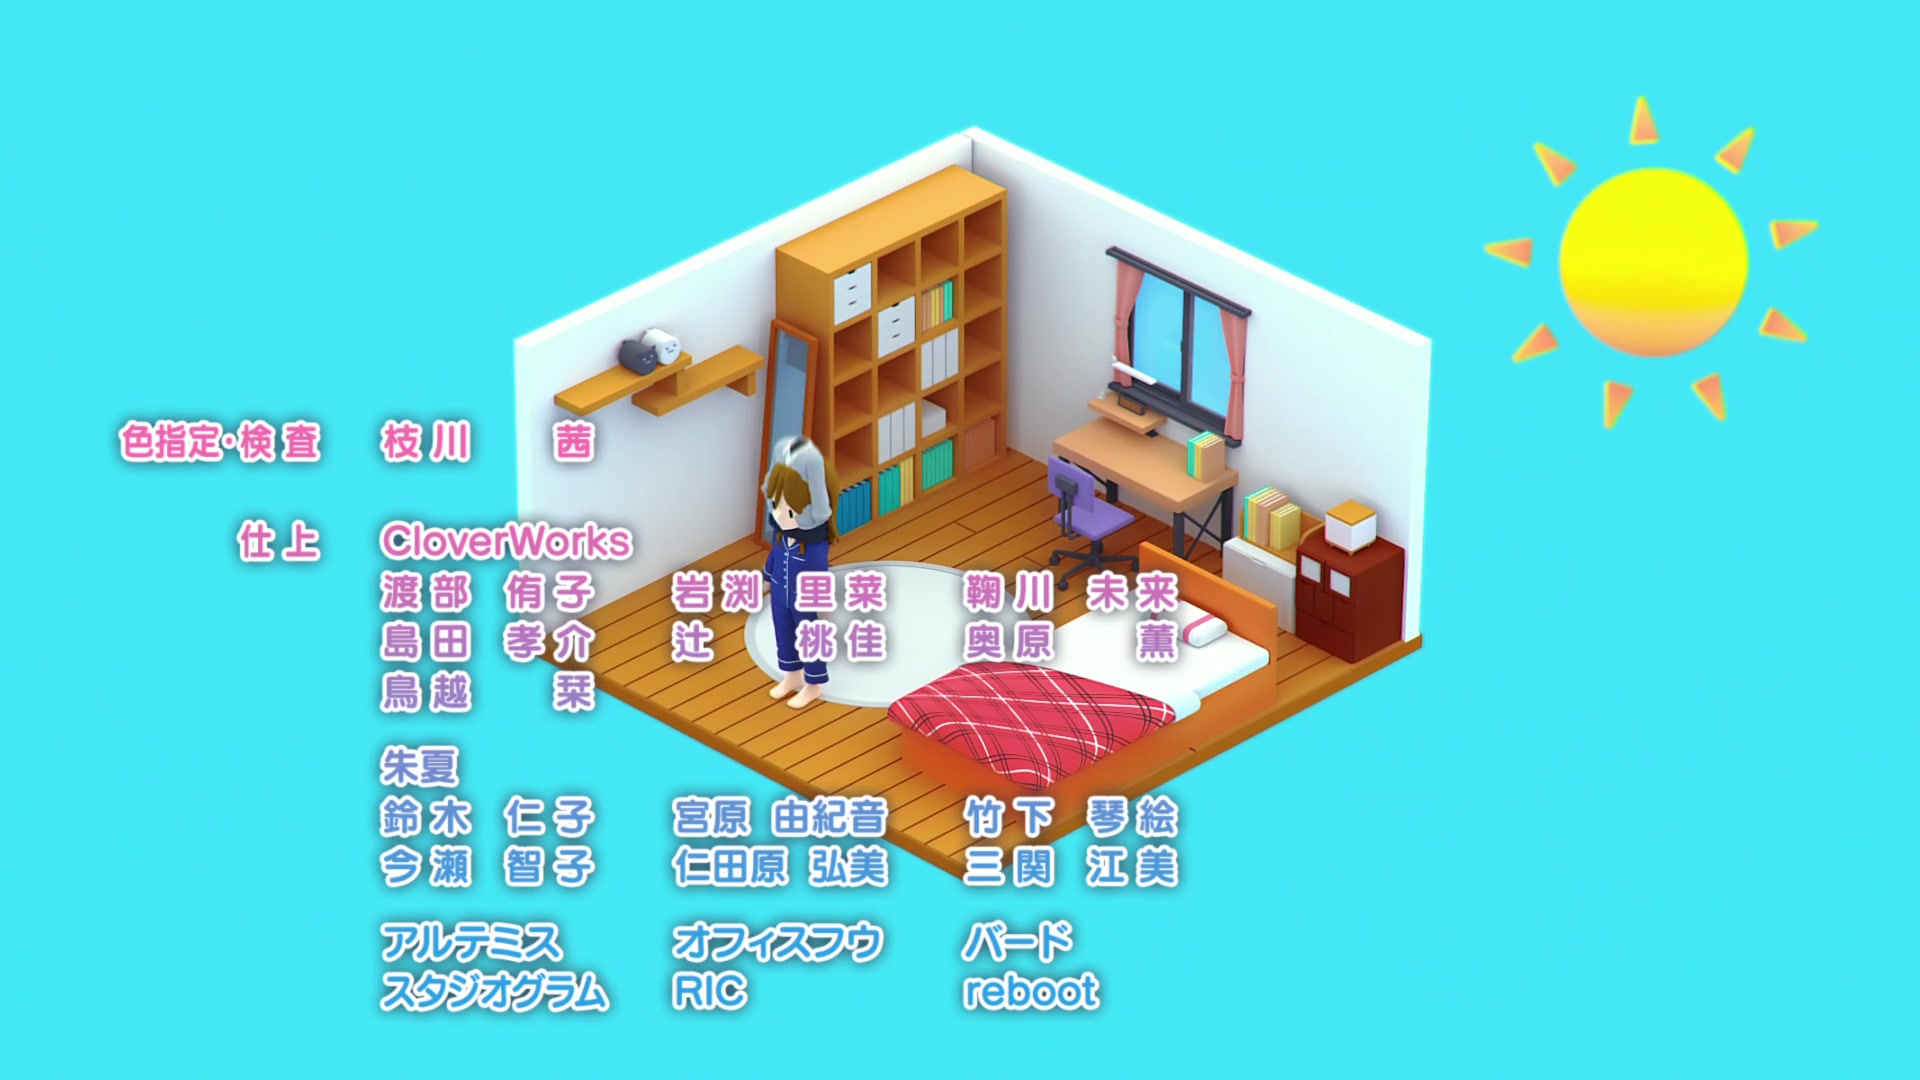 色指定・検査 枝川 茜
仕上 CloverWorks
渡部 侑子 岩渕 里菜 鞠川 未来
島田 孝介 辻 桃佳 奥原 薫
鳥越 栞
朱夏
鈴木 仁子 宮原 由紀音 竹下 琴絵
今瀬 智子 仁田原 弘美 三関 江美
アルテミス オフィスフウ バード
スタジオグラム RIC reboot